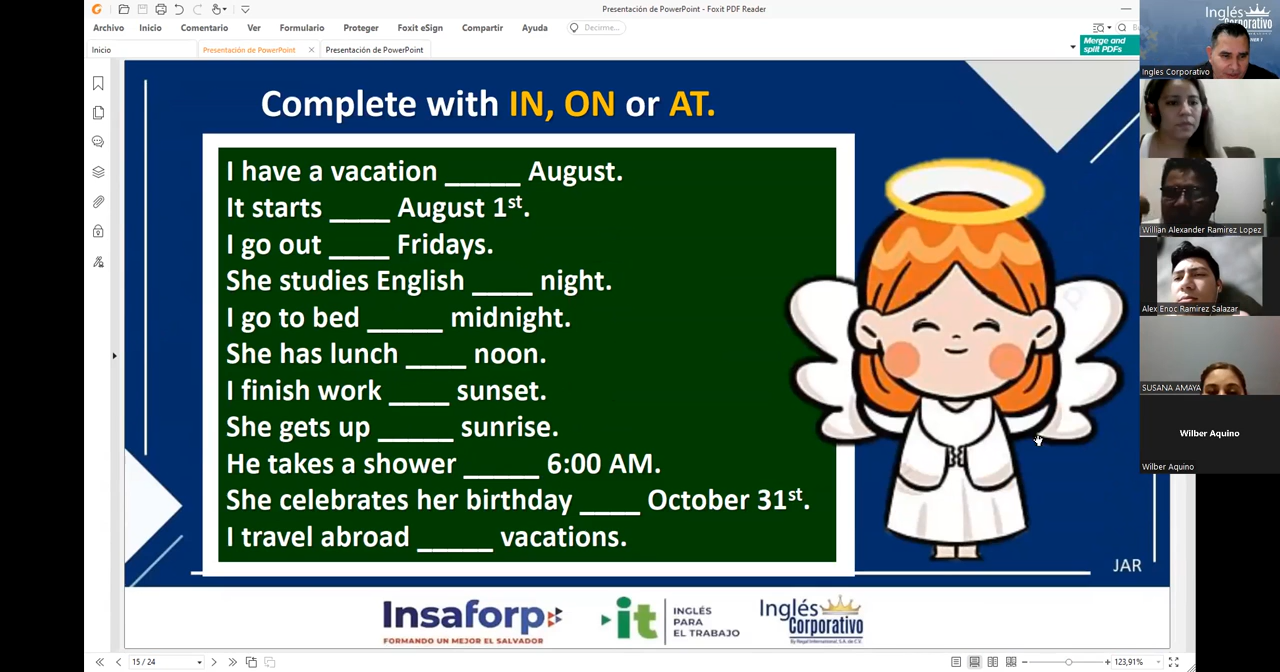 Presentación de PowerPoint - Foxit PDF Reader
Archivo Inicio Comentario Ver Formulario Proteger Foxit eSign Compartir Ayuda Decirme...
Inicio Presentación de PowerPoint Presentación de PowerPoint
Merge and
split PDFs
Complete with IN, ON or AT.
I have a vacation _____ August.
It starts ____ August 1st.
I go out ____ Fridays.
She studies English ____ night.
I go to bed _____ midnight.
She has lunch ____ noon.
I finish work ____ sunset.
She gets up _____ sunrise.
He takes a shower _____ 6:00 AM.
She celebrates her birthday ____ October 31st.
I travel abroad _____ vacations.
JAR
Insaforp
FORMANDO UN MEJOR EL SALVADOR
it
INGLÉS
PARA
EL TRABAJO
Inglés
Corporativo
By Regal International, S.A. de C.V.
15 / 24
123,91%
Inglés
Corporativo
Ingles Corporativo
Willian Alexander Ramirez Lopez
Alex Enoc Ramirez Salazar
SUSANA AMAYA
Wilber Aquino
Wilber Aquino